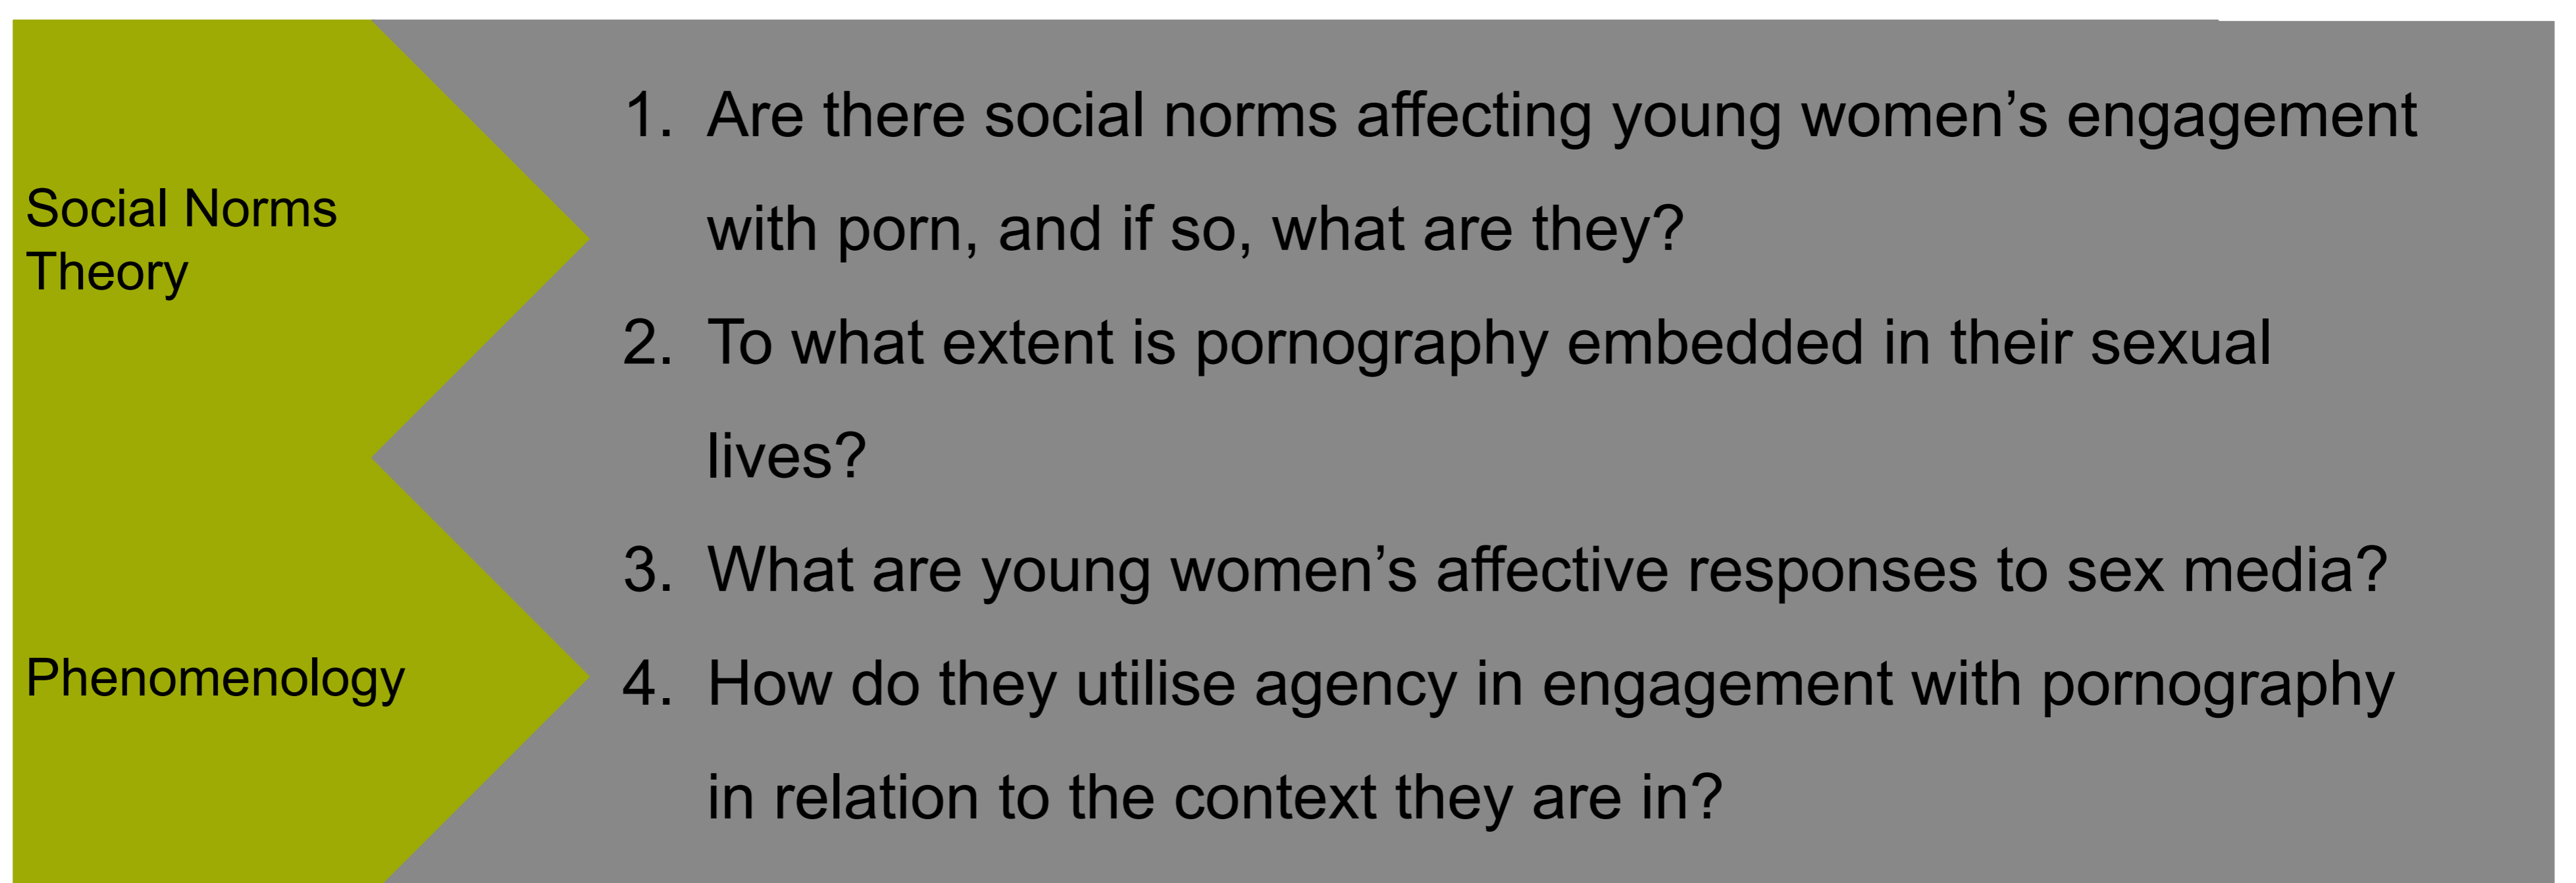 Social Norms
Theory
Phenomenology
1. Are there social norms affecting young women’s engagement
with porn, and if so, what are they?
2. To what extent is pornography embedded in their sexual
lives?
3. What are young women’s affective responses to sex media?
4. How do they utilise agency in engagement with pornography
in relation to the context they are in?